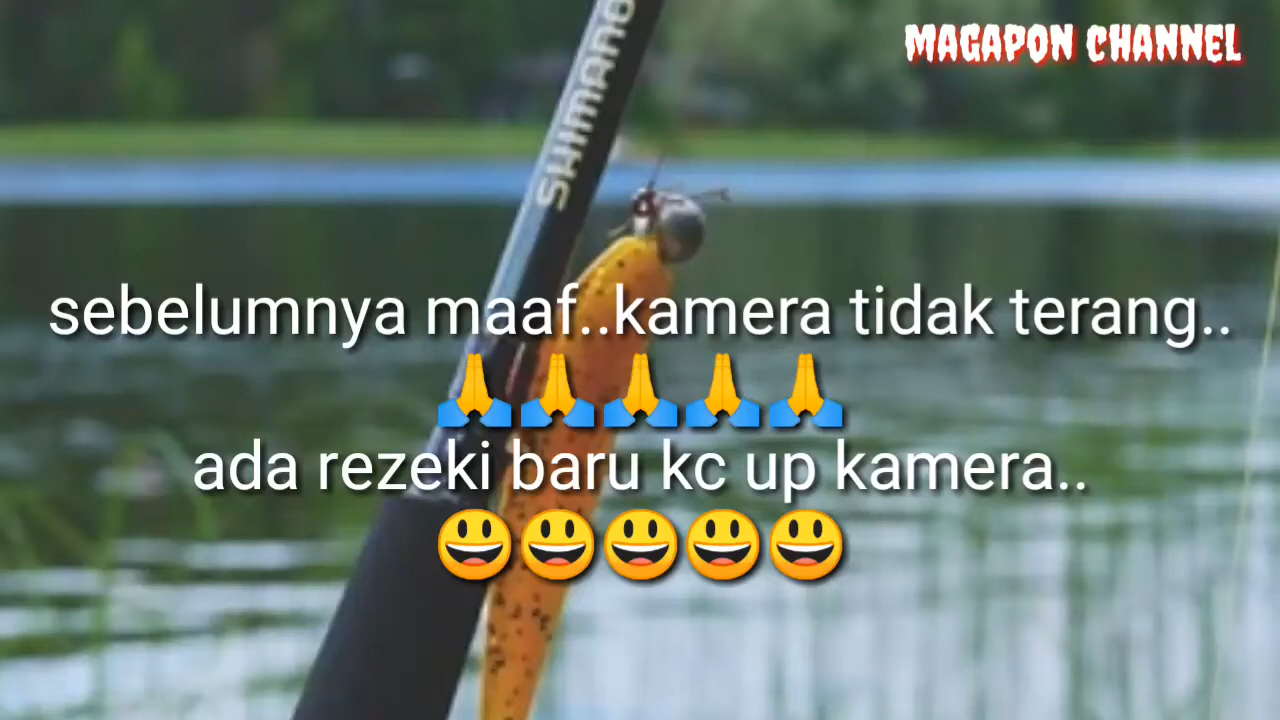 MAGAPON CHANNEL
SHIMANO
sebelumnya maaf..kamera tidak terang..
🙏🙏🙏🙏🙏
ada rezeki baru kc up kamera..
😃😃😃😃😃